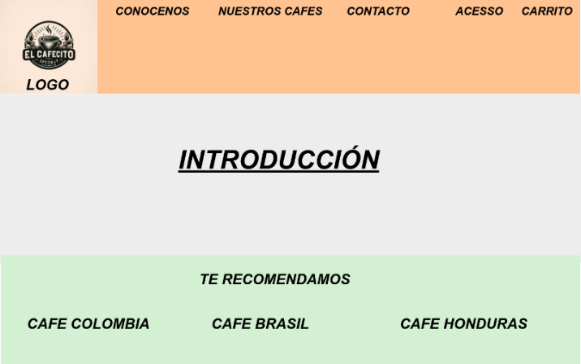 CONOCENOS NUESTROS CAFES CONTACTO ACESSO CARRITO
EL CAFECITO
LOGO
INTRODUCCIÓN
TE RECOMENDAMOS
CAFE COLOMBIA CAFE BRASIL CAFE HONDURAS